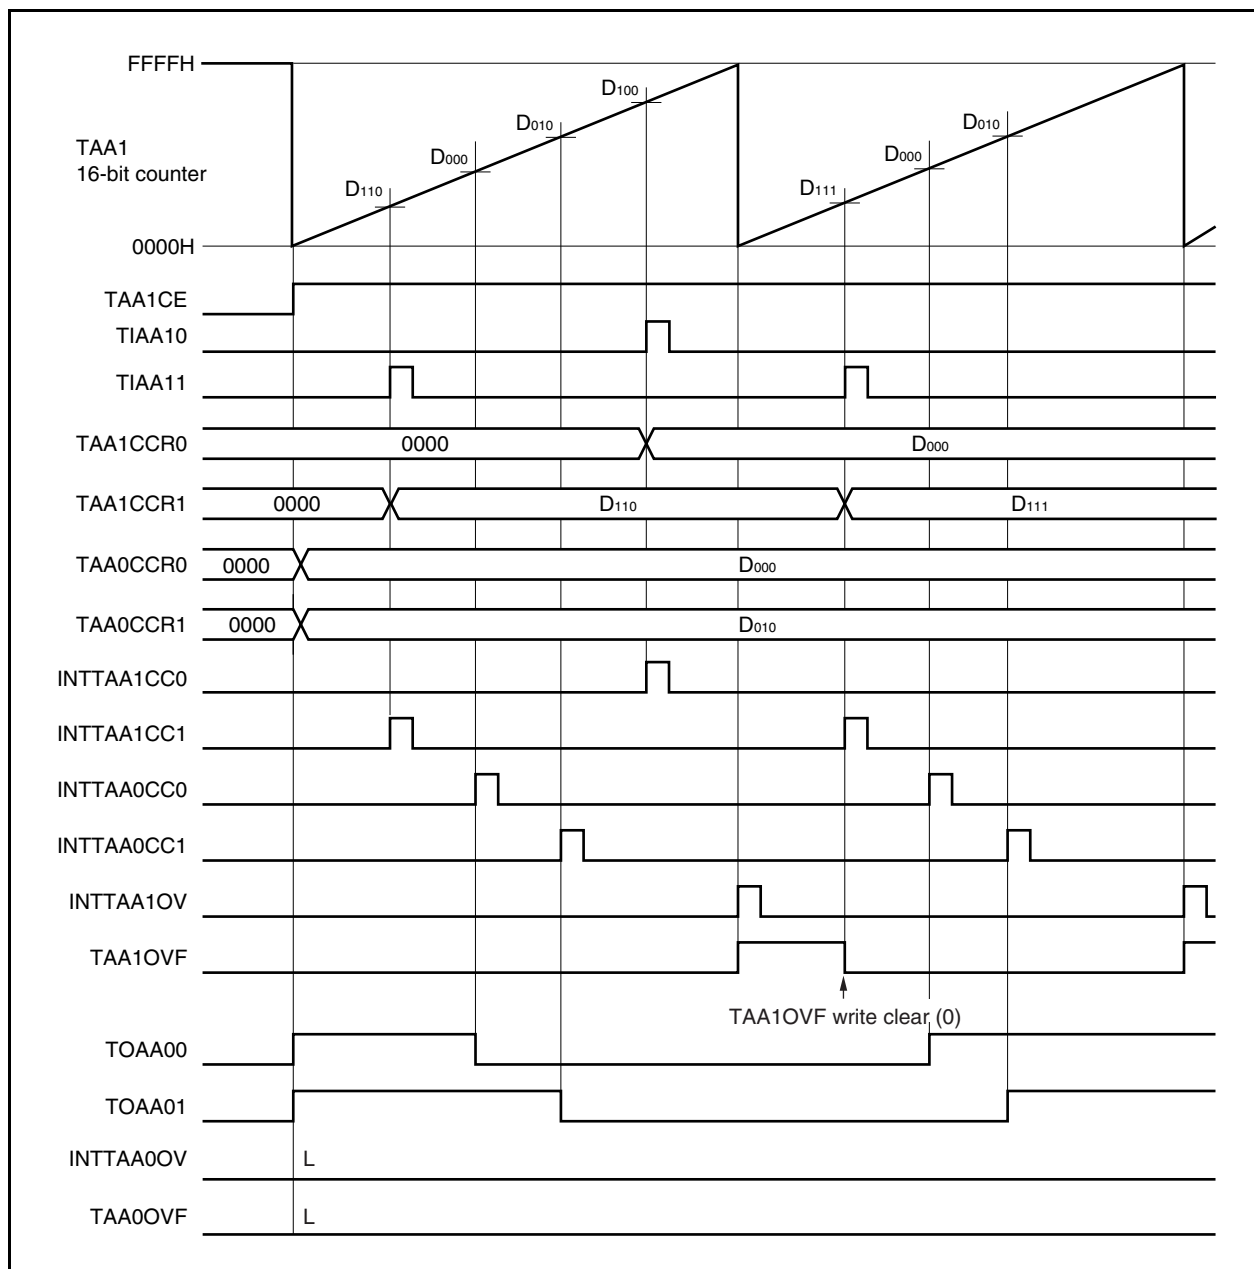 FFFFH
D100
D010
D010
TAA1
16-bit counter
D000
D000
D110
D111
0000H
TAA1CE
TIAA10
TIAA11
TAA1CCR0 0000 D000
TAA1CCR1 0000 D110 D111
TAA0CCR0 0000 D000
TAA0CCR1 0000 D010
INTTAA1CC0
INTTAA1CC1
INTTAA0CC0
INTTAA0CC1
INTTAA1OV
TAA1OVF
TAA1OVF write clear (0)
TOAA00
TOAA01
INTTAA0OV L
TAA0OVF L